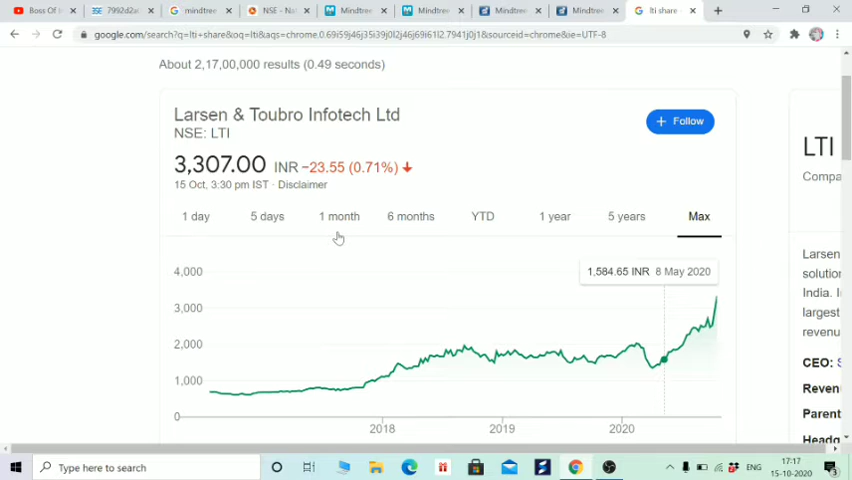 Boss Of I
7992d2e
mindtree
NSE - Na
Mindtree
Mindtree
Mindtree
Mindtree
lti share -
google.com/search?q=lti+share&oq=lti&aqs=chrome.0.69i59j46j35i39j0l2j46j69i61l2.7941j0j1&sourceid=chrome&ie=UTF-8
About 2,17,00,000 results (0.49 seconds)
Larsen & Toubro Infotech Ltd
NSE: LTI
+ Follow
3,307.00 INR −23.55 (0.71%)
15 Oct, 3:30 pm IST · Disclaimer
1 day 5 days 1 month 6 months YTD 1 year 5 years Max
1,584.65 INR 8 May 2020
4,000
3,000
2,000
1,000
0
2018 2019 2020
LTI
Compa
Larsen
solution
India. I
largest
revenu
CEO: S
Reven
Parent
Headq
Type here to search
ENG
17:17
15-10-2020
3